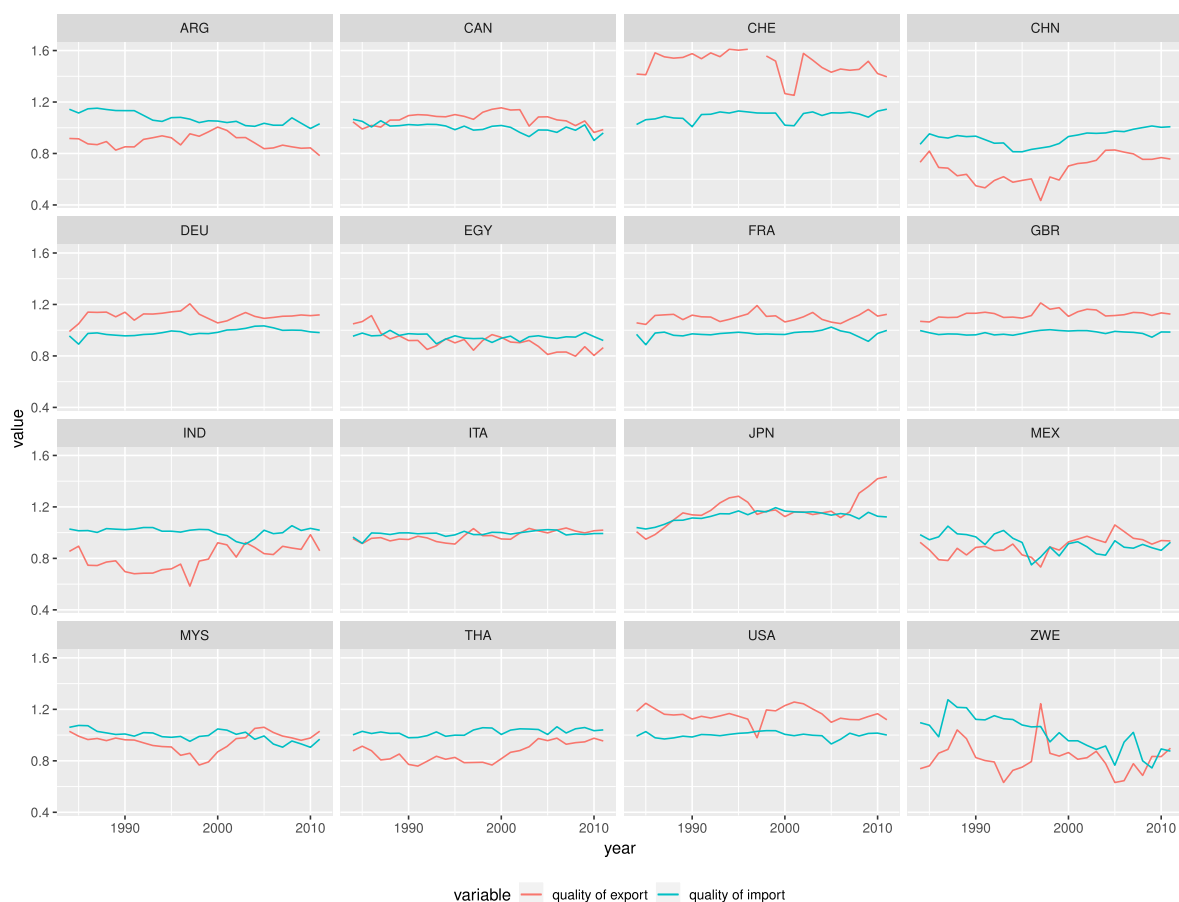 ARG CAN CHE CHN
1.6
1.2
0.8
0.4
DEU EGY FRA GBR
1.6
1.2
0.8
0.4
value
IND ITA JPN MEX
1.6
1.2
0.8
0.4
MYS THA USA ZWE
1.6
1.2
0.8
0.4
1990 2000 2010 1990 2000 2010 1990 2000 2010 1990 2000 2010
year
variable quality of export quality of import